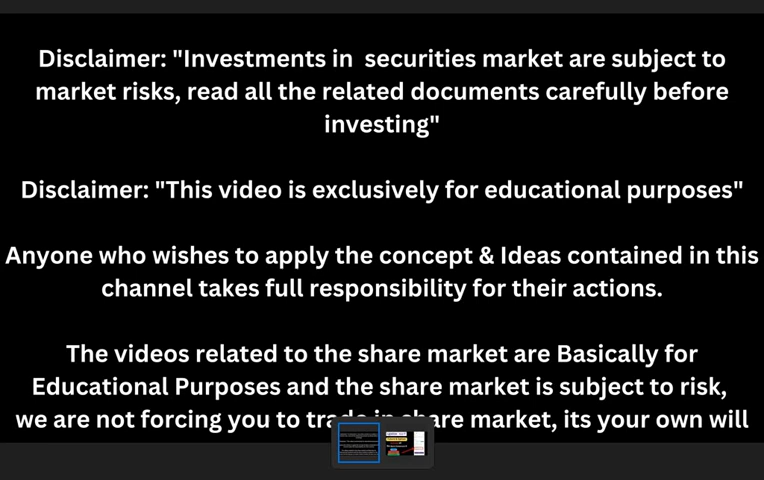 Disclaimer: "Investments in securities market are subject to
market risks, read all the related documents carefully before
investing"
Disclaimer: "This video is exclusively for educational purposes"
Anyone who wishes to apply the concept & Ideas contained in this
channel takes full responsibility for their actions.
The videos related to the share market are Basically for
Educational Purposes and the share market is subject to risk,
we are not forcing you to trade in share market, its your own will